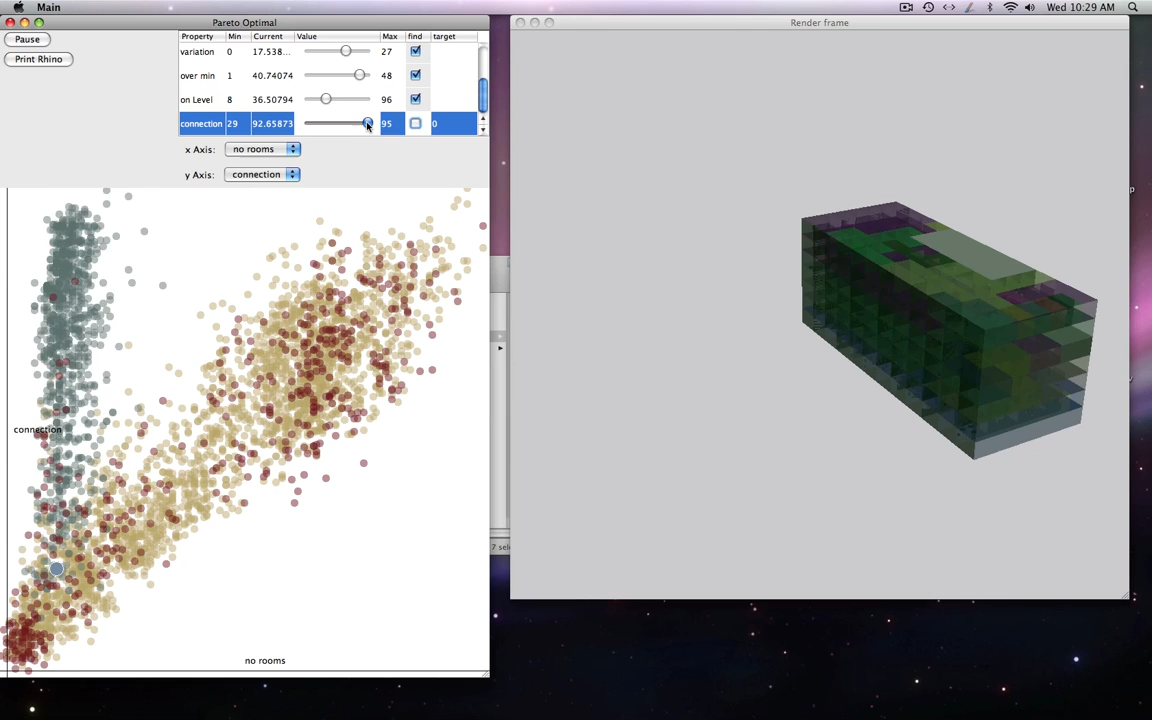 Main
Wed 10:29 AM
Pareto Optimal
Render frame
Pause
Print Rhino
Property Min Current Value Max find target
variation 0 17.538... 27
over min 1 40.74074 48
on Level 8 36.50794 96
connection 29 92.65873 95 0
x Axis: no rooms
y Axis: connection
connection
no rooms